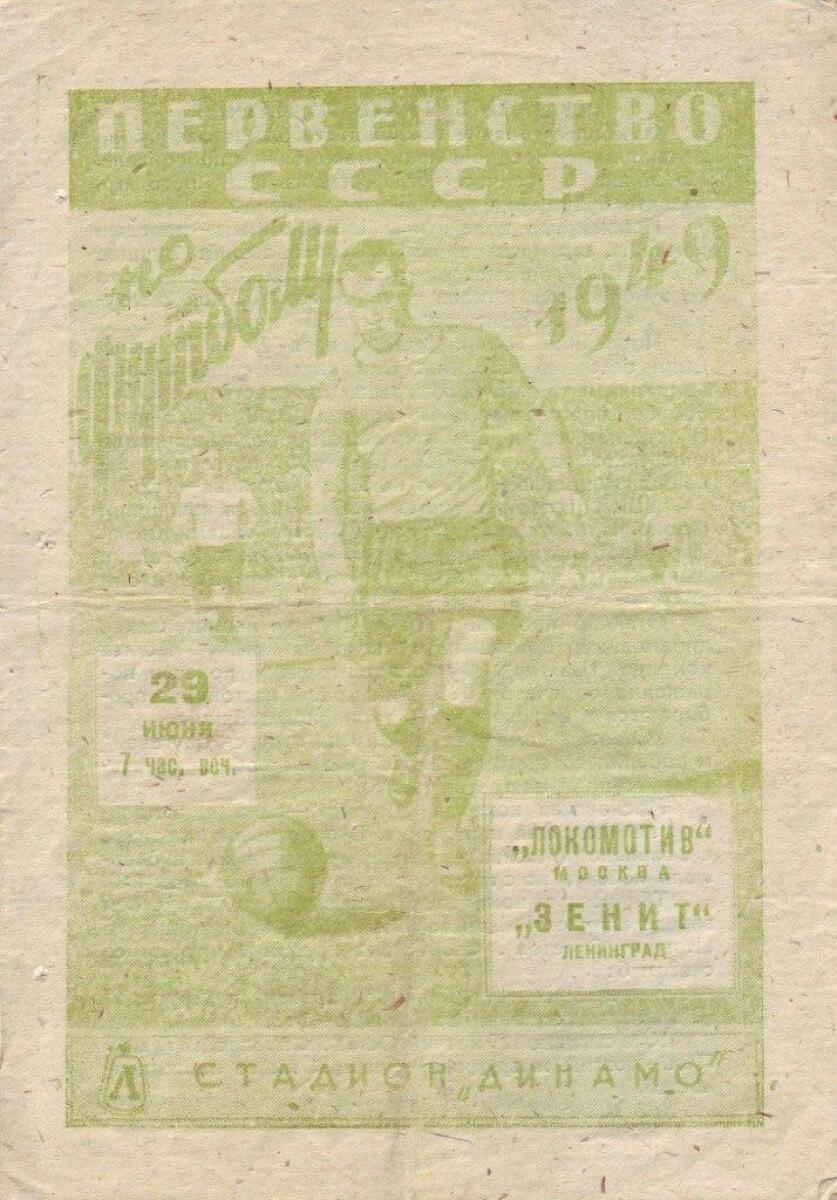 ПЕРВЕНСТВО
СССР
по
футболу
1949
29
ИЮНЯ
7 час. веч.
„ЛОКОМОТИВ“
МОСКВА
„ЗЕНИТ“
ЛЕНИНГРАД
Л СТАДИОН „ДИНАМО“